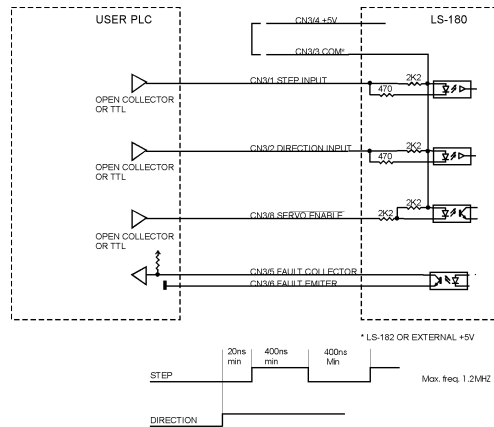 USER PLC
LS-180
CN3/4 +5V
CN3/3 COM*
CN3/1 STEP INPUT
2K2
470
OPEN COLLECTOR
OR TTL
CN3/2 DIRECTION INPUT
2K2
470
OPEN COLLECTOR
OR TTL
2K2
CN3/8 SERVO ENABLE
2K2
OPEN COLLECTOR
OR TTL
CN3/5 FAULT COLLECTOR
CN3/6 FAULT EMITER
* LS-182 OR EXTERNAL +5V
20ns
min
400ns
min
400ns
Min
STEP
Max. freq. 1.2MHZ
DIRECTION